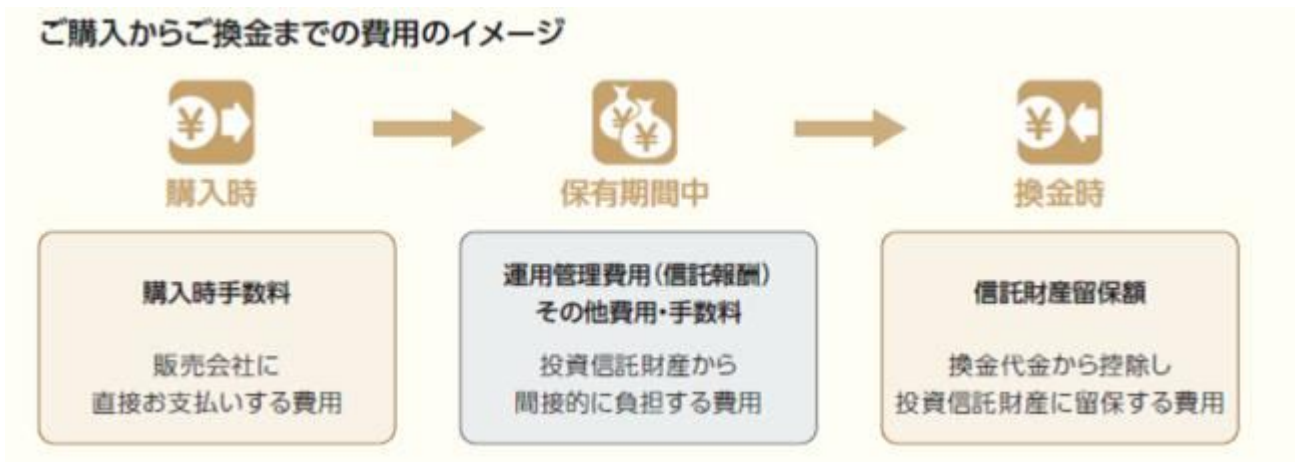 ご購入からご換金までの費用のイメージ
購入時
保有期間中
換金時
購入時手数料
販売会社に
直接お支払いする費用
運用管理費用(信託報酬)
その他費用・手数料
投資信託財産から
間接的に負担する費用
信託財産留保額
換金代金から控除し
投資信託財産に留保する費用